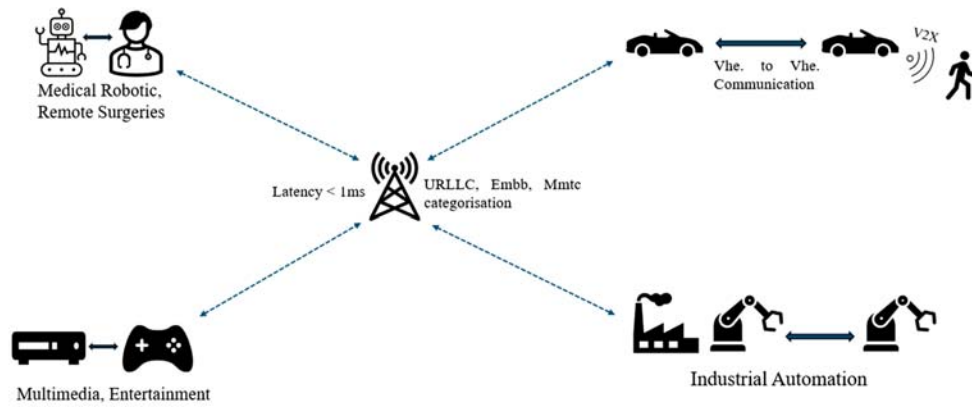 V2X
Medical Robotic,
Remote Surgeries
Vhe. to Vhe.
Communication
Latency < 1ms
URLLC, Embb, Mmtc
categorisation
Multimedia, Entertainment
Industrial Automation